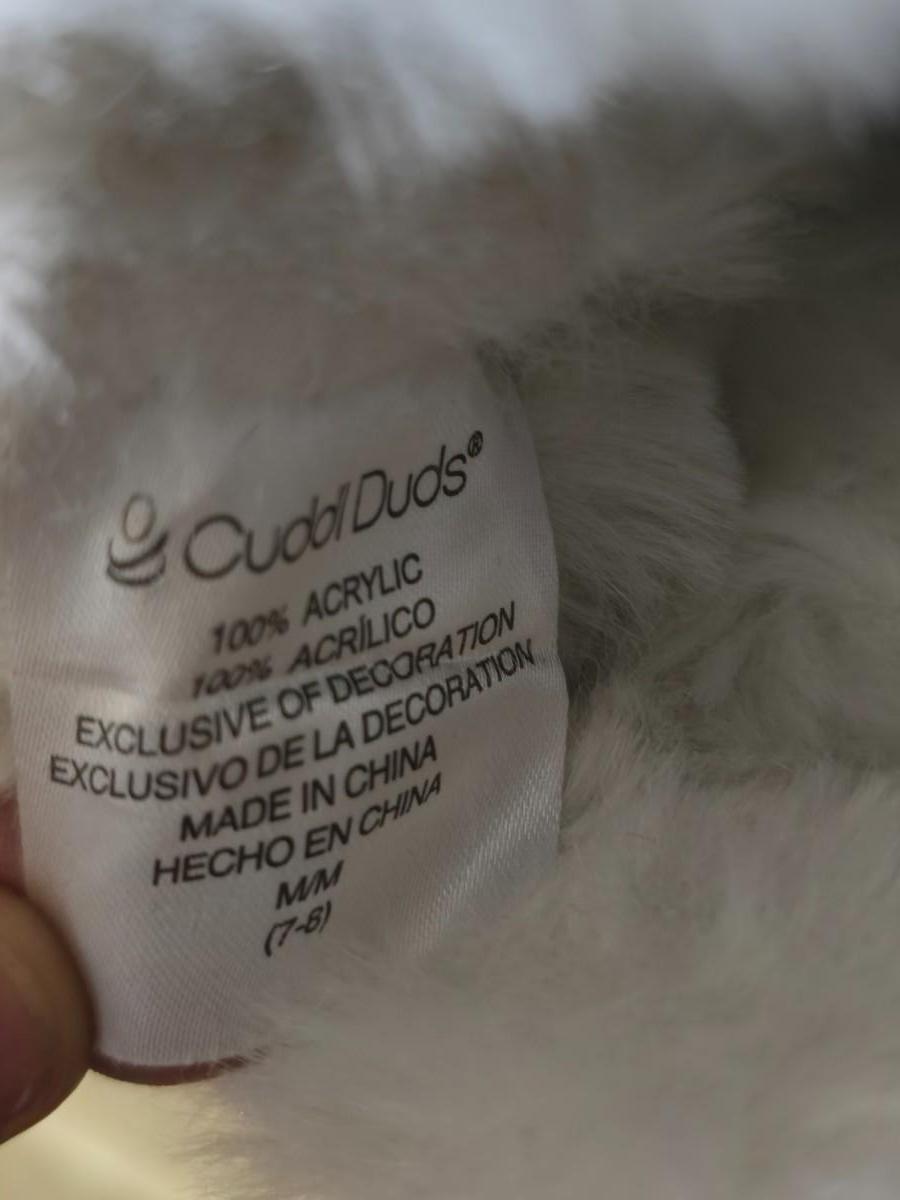 CuddlDuds®
100% ACRYLIC
100% ACRÍLICO
EXCLUSIVE OF DECORATION
EXCLUSIVO DE LA DECORATION
MADE IN CHINA
HECHO EN CHINA
M/M
(7-8)